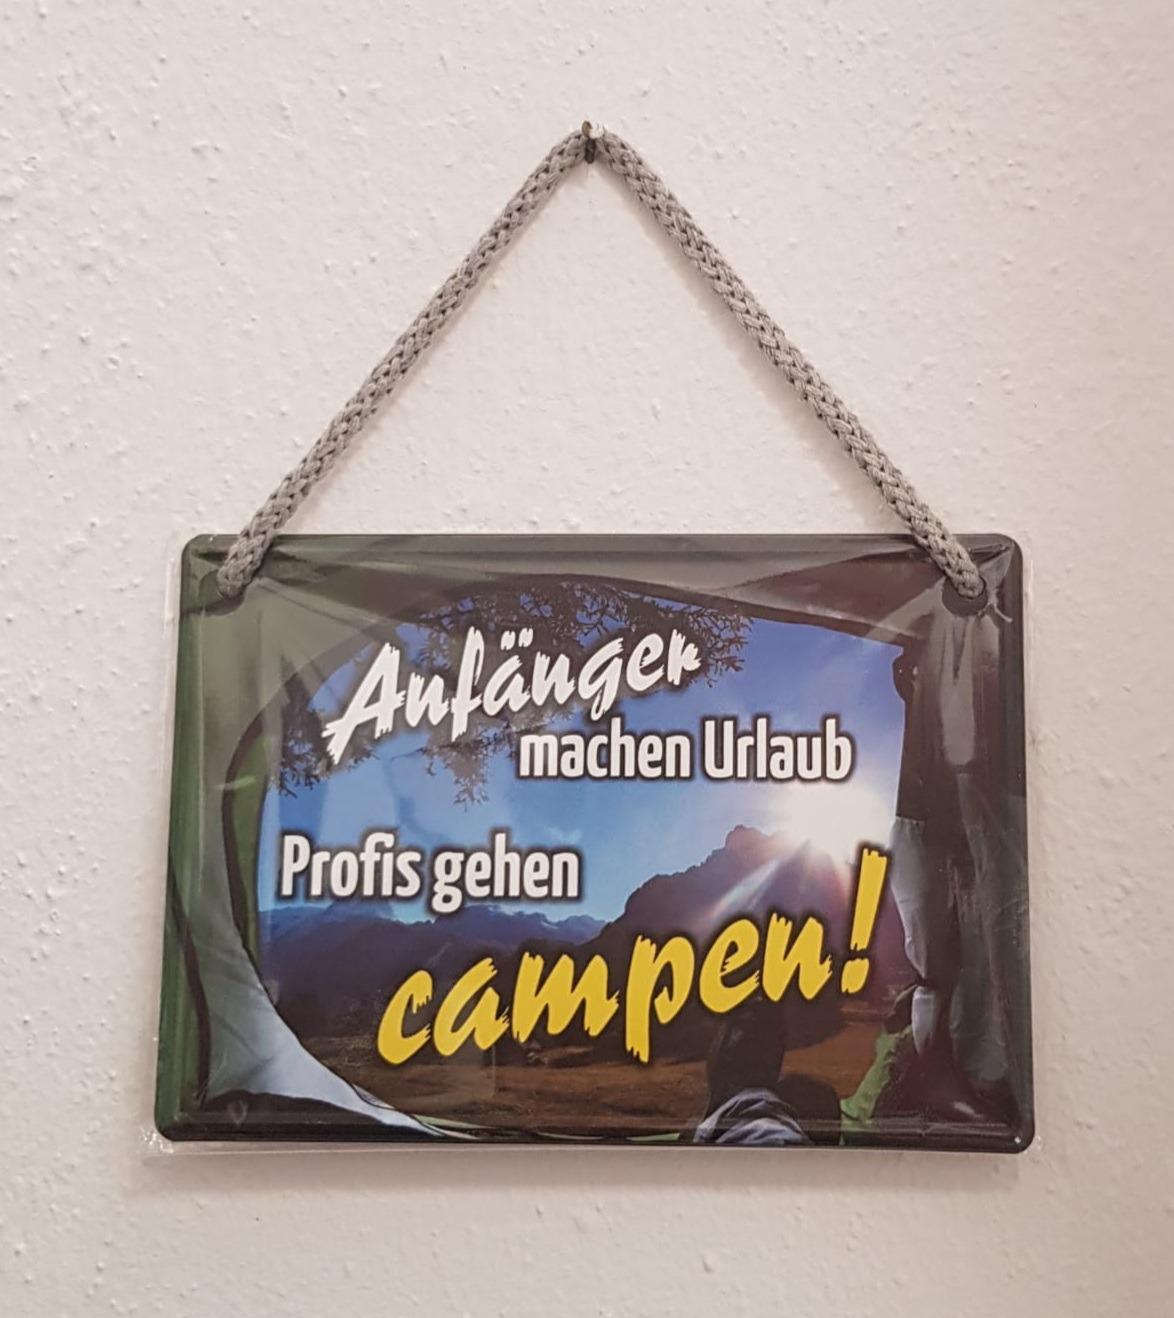 Anfänger
machen Urlaub
Profis gehen
campen!